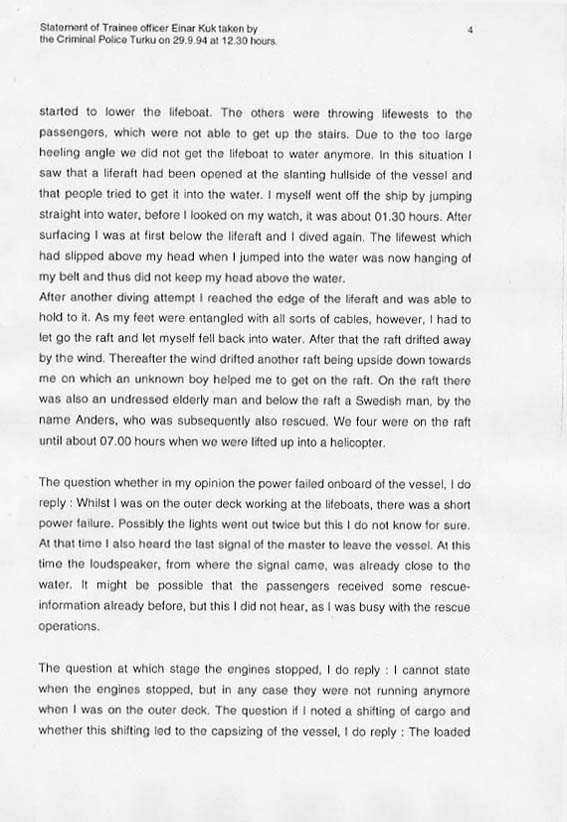 Statement of Trainee officer Einar Kuk taken by
the Criminal Police Turku on 29.9.94 at 12.30 hours.
4
started to lower the lifeboat. The others were throwing lifewests to the
passengers, which were not able to get up the stairs. Due to the too large
heeling angle we did not get the lifeboat to water anymore. In this situation I
saw that a liferaft had been opened at the slanting hullside of the vessel and
that people tried to get it into the water. I myself went off the ship by jumping
straight into water, before I looked on my watch, it was about 01.30 hours. After
surfacing I was at first below the liferaft and I dived again. The lifewest which
had slipped above my head when I jumped into the water was now hanging of
my belt and thus did not keep my head above the water.
After another diving attempt I reached the edge of the liferaft and was able to
hold to it. As my feet were entangled with all sorts of cables, however, I had to
let go the raft and let myself fell back into water. After that the raft drifted away
by the wind. Thereafter the wind drifted another raft being upside down towards
me on which an unknown boy helped me to get on the raft. On the raft there
was also an undressed elderly man and below the raft a Swedish man, by the
name Anders, who was subsequently also rescued. We four were on the raft
until about 07.00 hours when we were lifted up into a helicopter.
The question whether in my opinion the power failed onboard of the vessel, I do
reply : Whilst I was on the outer deck working at the lifeboats, there was a short
power failure. Possibly the lights went out twice but this I do not know for sure.
At that time I also heard the last signal of the master to leave the vessel. At this
time the loudspeaker, from where the signal came, was already close to the
water. It might be possible that the passengers received some rescue-
information already before, but this I did not hear, as I was busy with the rescue
operations.
The question at which stage the engines stopped, I do reply : I cannot state
when the engines stopped, but in any case they were not running anymore
when I was on the outer deck. The question if I noted a shifting of cargo and
whether this shifting led to the capsizing of the vessel, I do reply : The loaded